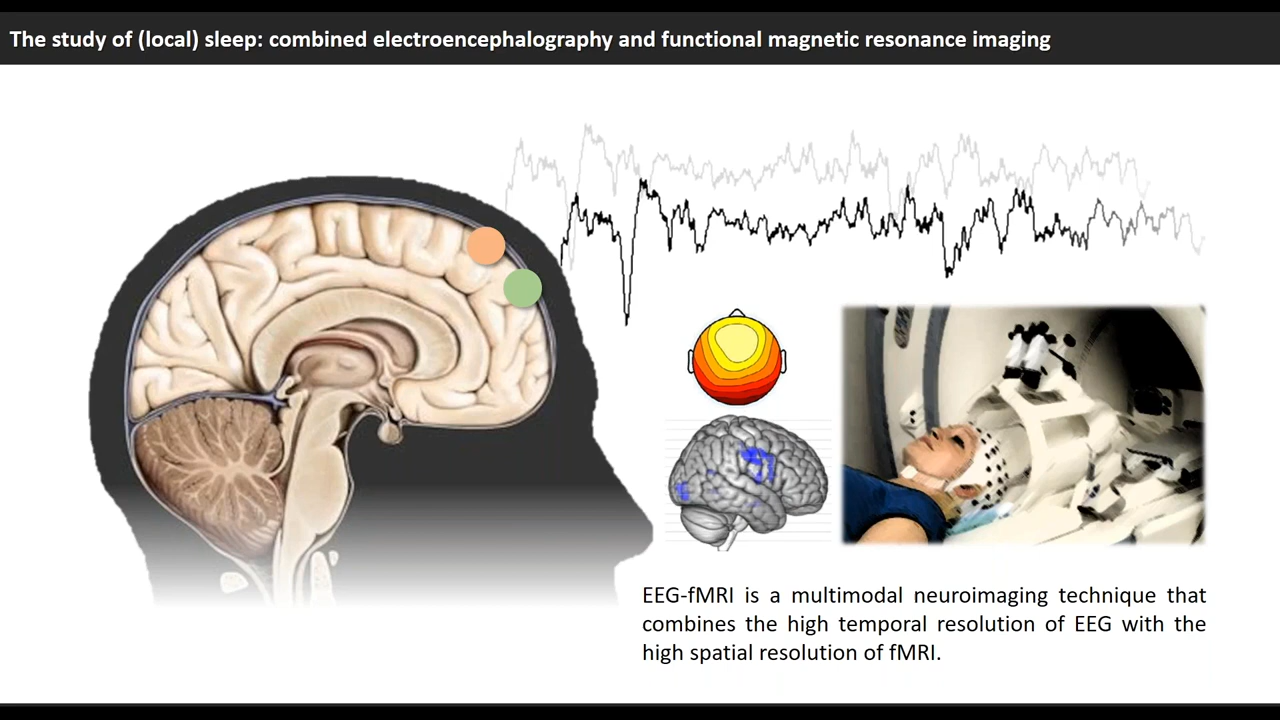 The study of (local) sleep: combined electroencephalography and functional magnetic resonance imaging
EEG-fMRI is a multimodal neuroimaging technique that
combines the high temporal resolution of EEG with the
high spatial resolution of fMRI.